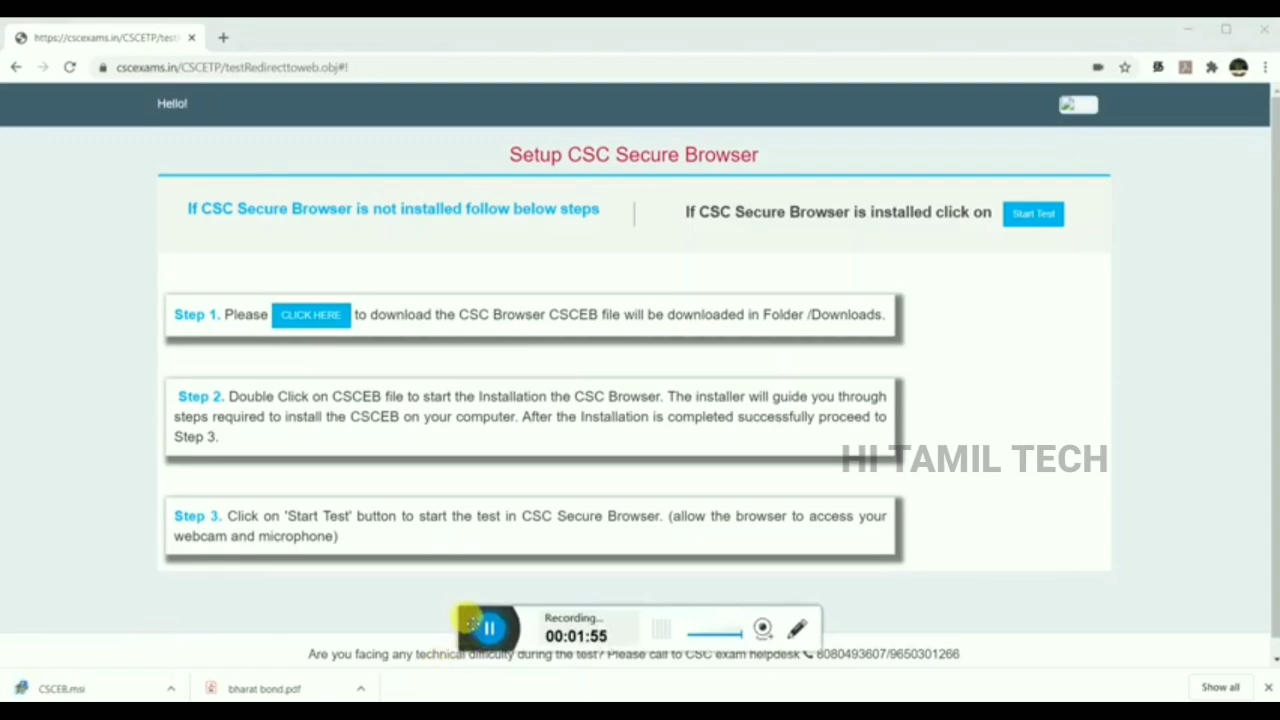 https://cscexams.in/CSCETP/test
cscexams.in/CSCETP/testRedirecttoweb.obj#!
Hello!
Setup CSC Secure Browser
If CSC Secure Browser is not installed follow below steps
If CSC Secure Browser is installed click on Start Test
Step 1. Please CLICK HERE to download the CSC Browser CSCEB file will be downloaded in Folder /Downloads.
Step 2. Double Click on CSCEB file to start the Installation the CSC Browser. The installer will guide you through
steps required to install the CSCEB on your computer. After the Installation is completed successfully proceed to
Step 3.
HI TAMIL TECH
Step 3. Click on 'Start Test' button to start the test in CSC Secure Browser. (allow the browser to access your
webcam and microphone)
Recording...
00:01:55
Are you facing any technical difficulty during the test? Please call to CSC exam helpdesk 8080493607/9650301266
CSCEB.msi
bharat bond.pdf
Show all